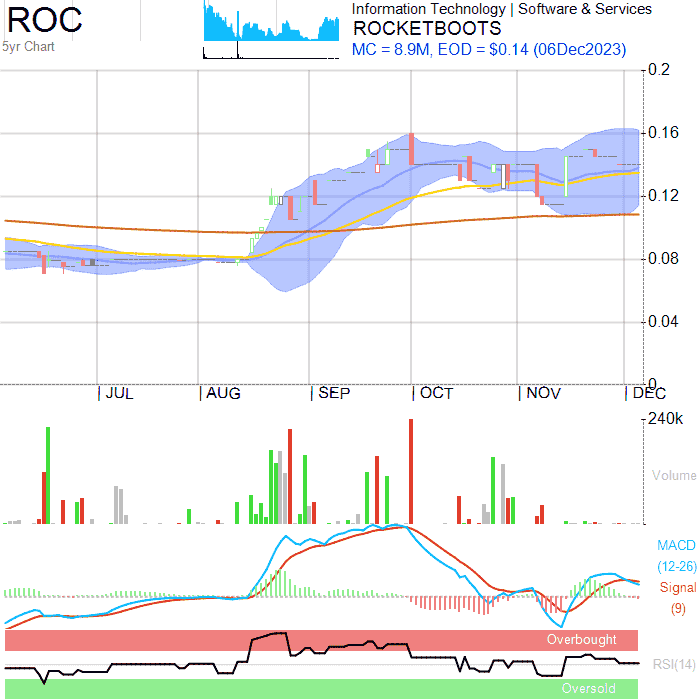 ROC
5yr Chart
Information Technology | Software & Services
ROCKETBOOTS
MC = 8.9M, EOD = $0.14 (06Dec2023)
0.2
0.16
0.12
0.08
0.04
0
JUL AUG SEP OCT NOV DEC
240k
Volume
MACD
(12-26)
Signal
(9)
Overbought
RSI(14)
Oversold